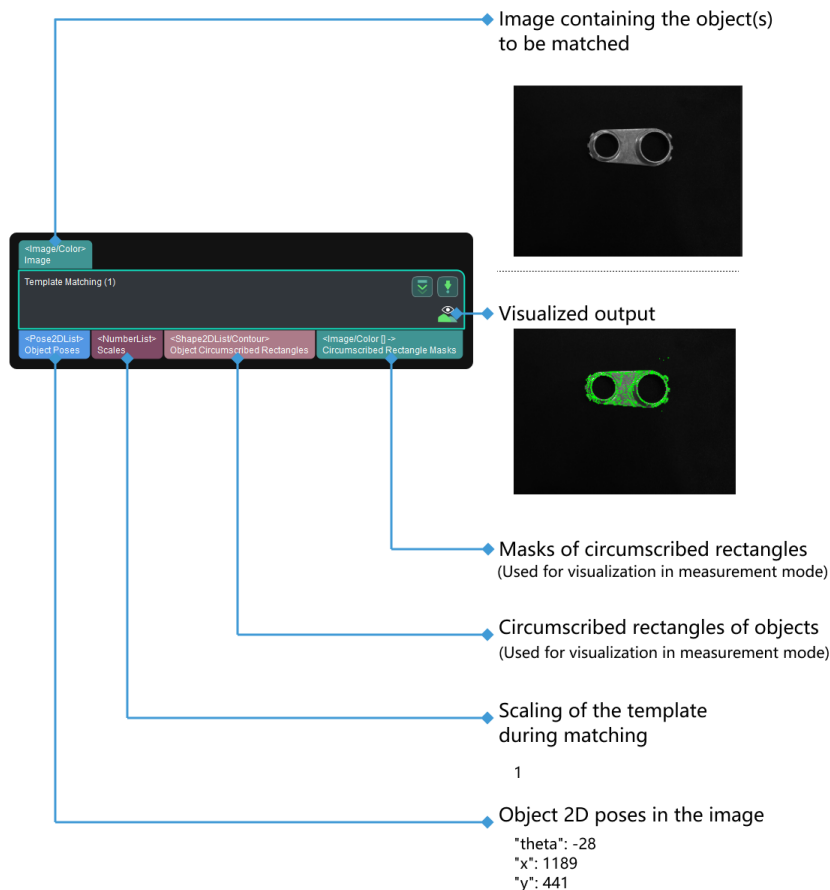 Image containing the object(s)
to be matched
<Image/Color>
Image
Template Matching (1)
Visualized output
<Pose2DList>
Object Poses
<NumberList>
Scales
<Shape2DList/Contour>
Object Circumscribed Rectangles
<Image/Color [] ->
Circumscribed Rectangle Masks
Masks of circumscribed rectangles
(Used for visualization in measurement mode)
Circumscribed rectangles of objects
(Used for visualization in measurement mode)
Scaling of the template
during matching
1
Object 2D poses in the image
"theta": -28
"x": 1189
"y": 441